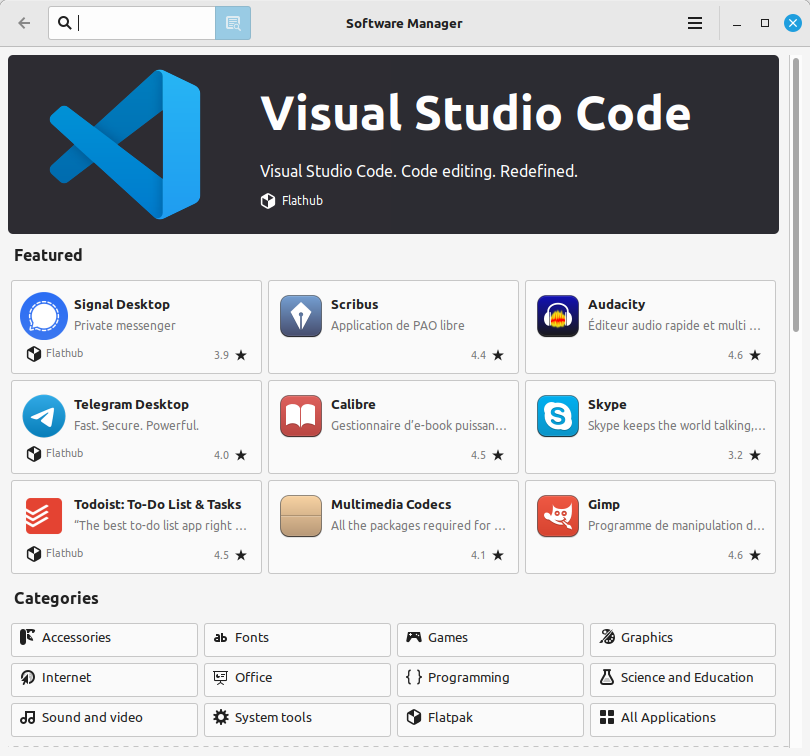 Software Manager
Visual Studio Code
Visual Studio Code. Code editing. Redefined.
Flathub
Featured
Signal Desktop
Private messenger
Flathub
3.9 ★
Scribus
Application de PAO libre
4.4 ★
Audacity
Éditeur audio rapide et multi ...
4.6 ★
Telegram Desktop
Fast. Secure. Powerful.
Flathub
4.0 ★
Calibre
Gestionnaire d’e-book puissan...
4.5 ★
Skype
Skype keeps the world talking,...
3.2 ★
Todoist: To-Do List & Tasks
“The best to-do list app right ...
Flathub
4.5 ★
Multimedia Codecs
All the packages required for ...
4.1 ★
Gimp
Programme de manipulation d...
4.6 ★
Categories
Accessories
Fonts
Games
Graphics
Internet
Office
Programming
Science and Education
Sound and video
System tools
Flatpak
All Applications